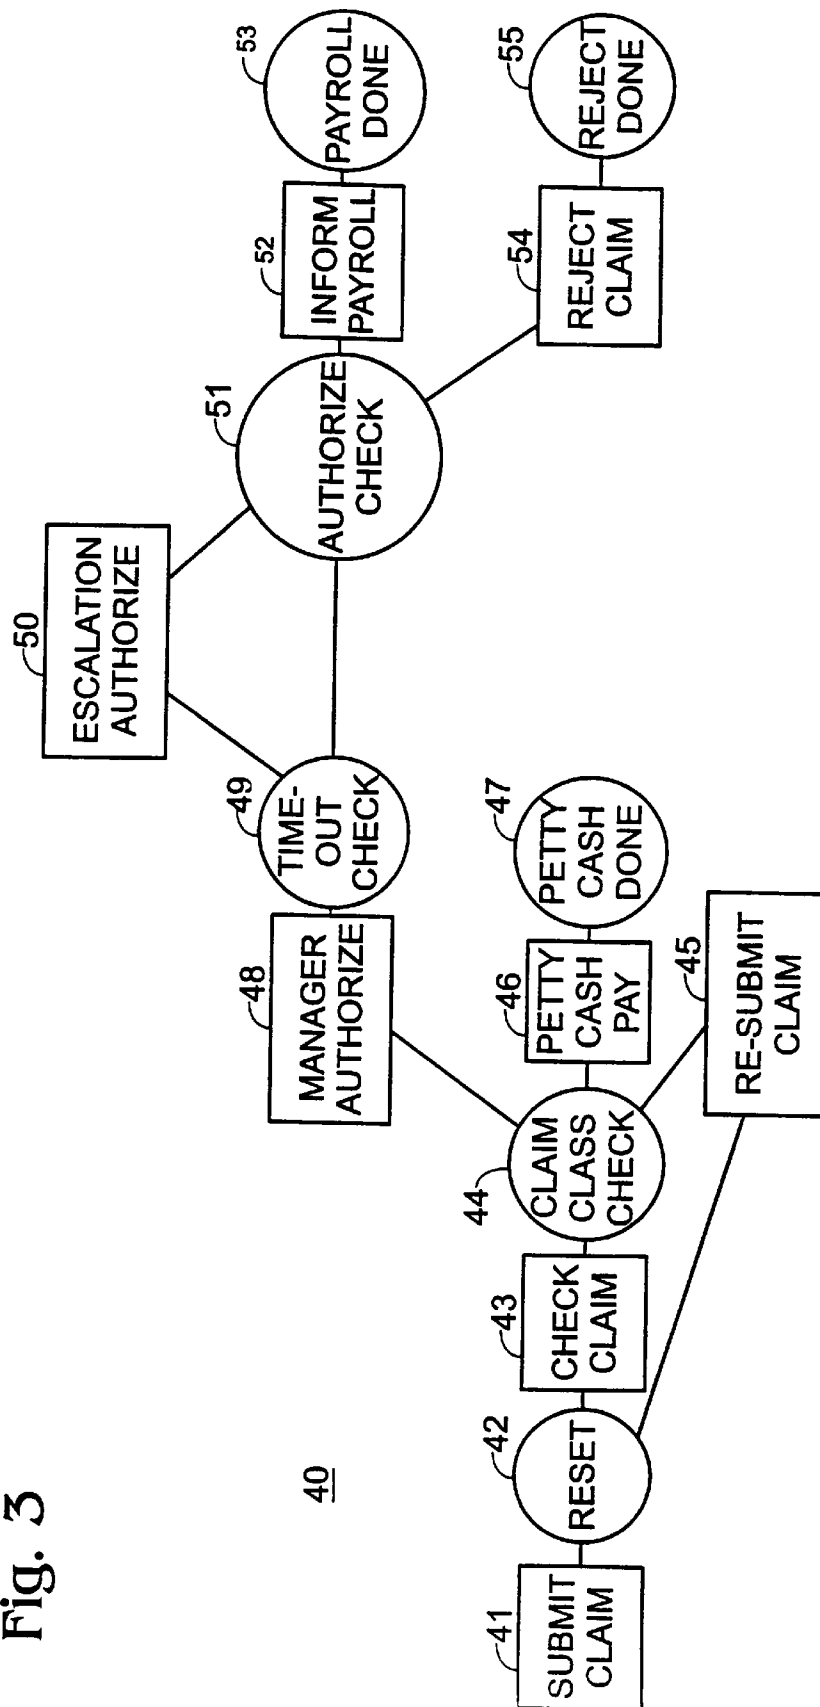 Fig. 3
40
41
SUBMIT
CLAIM
42
RESET
43
CHECK
CLAIM
44
CLAIM
CLASS
CHECK
45
RE-SUBMIT
CLAIM
46
PETTY
CASH
PAY
47
PETTY
CASH
DONE
48
MANAGER
AUTHORIZE
49
TIME-
OUT
CHECK
50
ESCALATION
AUTHORIZE
51
AUTHORIZE
CHECK
52
INFORM
PAYROLL
53
PAYROLL
DONE
54
REJECT
CLAIM
55
REJECT
DONE